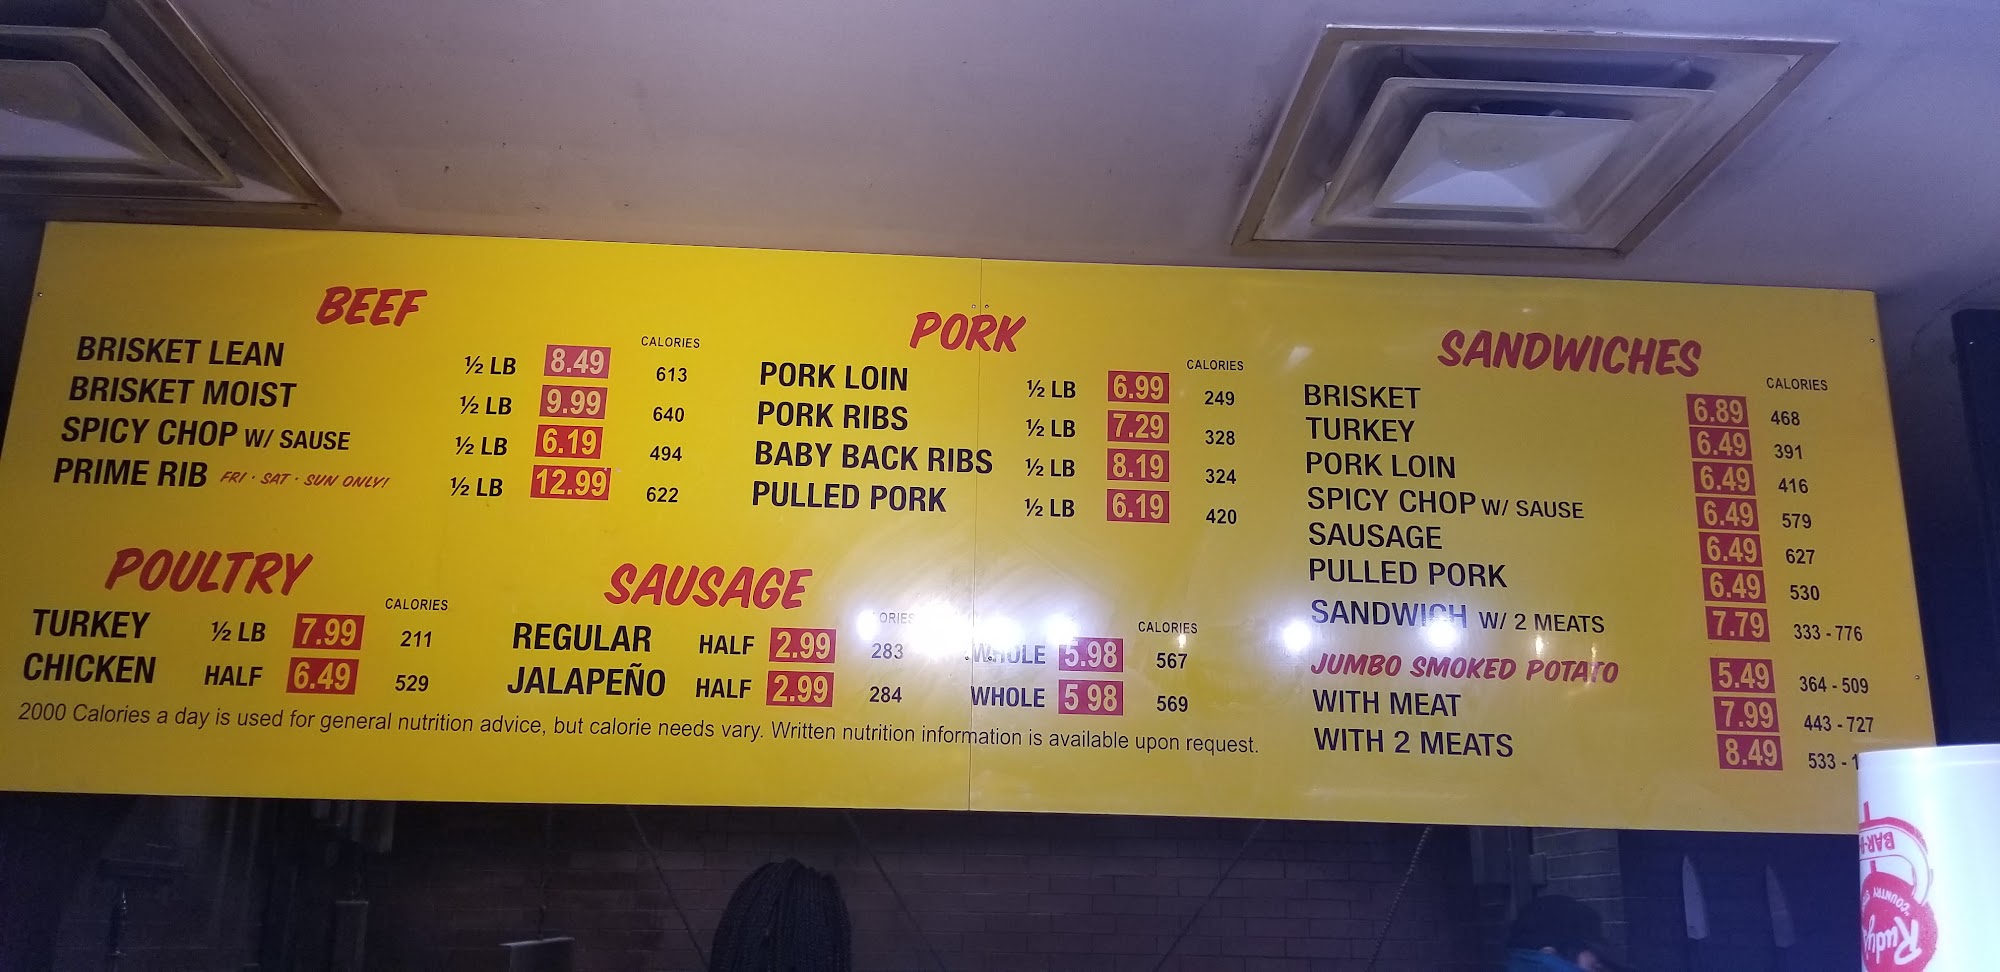 BEEF
CALORIES
BRISKET LEAN ½ LB 8.49 613
BRISKET MOIST ½ LB 9.99 640
SPICY CHOP W/ SAUSE ½ LB 6.19 494
PRIME RIB FRI · SAT · SUN ONLY! ½ LB 12.99 622
PORK
CALORIES
PORK LOIN ½ LB 6.99 249
PORK RIBS ½ LB 7.29 328
BABY BACK RIBS ½ LB 8.19 324
PULLED PORK ½ LB 6.19 420
SANDWICHES
CALORIES
BRISKET 6.89 468
TURKEY 6.49 391
PORK LOIN 6.49 416
SPICY CHOP W/ SAUSE 6.49 579
SAUSAGE 6.49 627
PULLED PORK 6.49 530
SANDWICH W/ 2 MEATS 7.79 333 - 776
JUMBO SMOKED POTATO 5.49 364 - 509
WITH MEAT 7.99 443 - 727
WITH 2 MEATS 8.49 533 - 1
POULTRY
CALORIES
TURKEY ½ LB 7.99 211
CHICKEN HALF 6.49 529
SAUSAGE
CALORIES CALORIES
REGULAR HALF 2.99 283 WHOLE 5.98 567
JALAPEÑO HALF 2.99 284 WHOLE 5 98 569
2000 Calories a day is used for general nutrition advice, but calorie needs vary. Written nutrition information is available upon request.
Rudy's
"COUNTRY
BAR-B